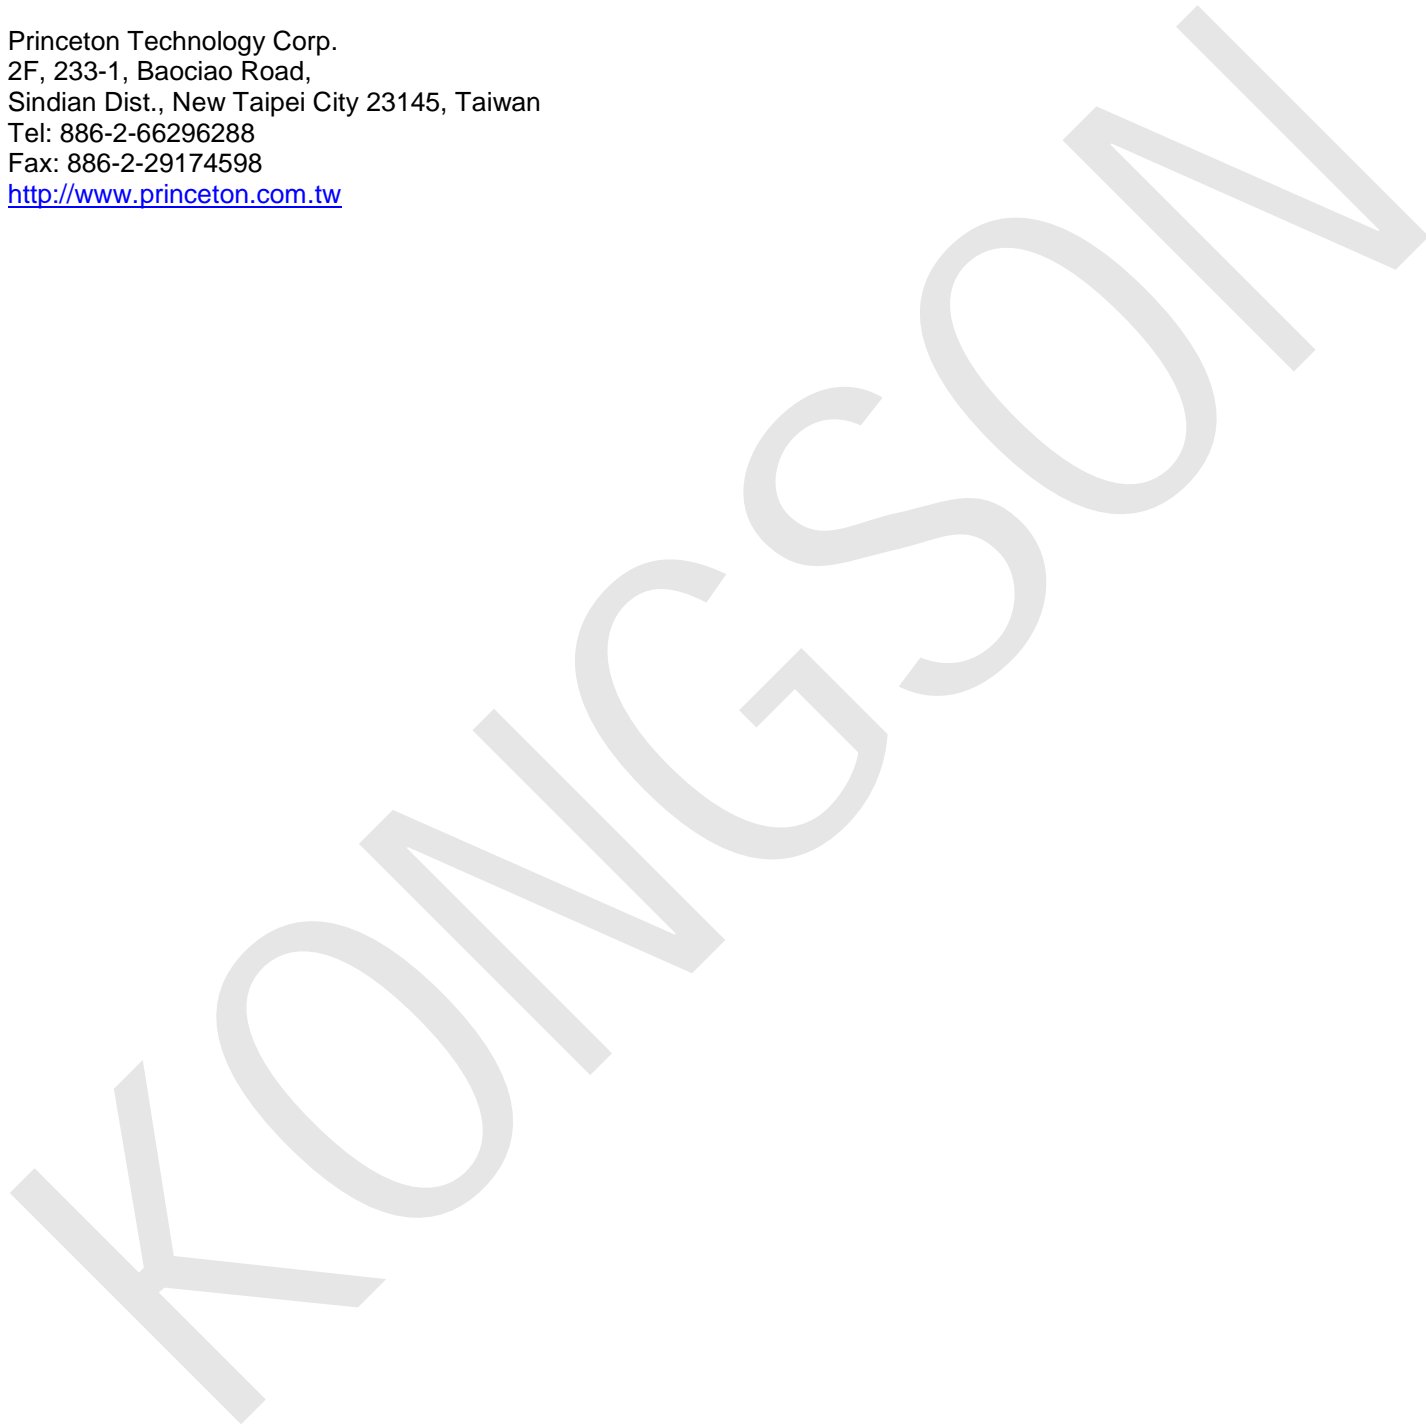 Princeton Technology Corp.
2F, 233-1, Baociao Road,
Sindian Dist., New Taipei City 23145, Taiwan
Tel: 886-2-66296288
Fax: 886-2-29174598
http://www.princeton.com.tw
KONGSON